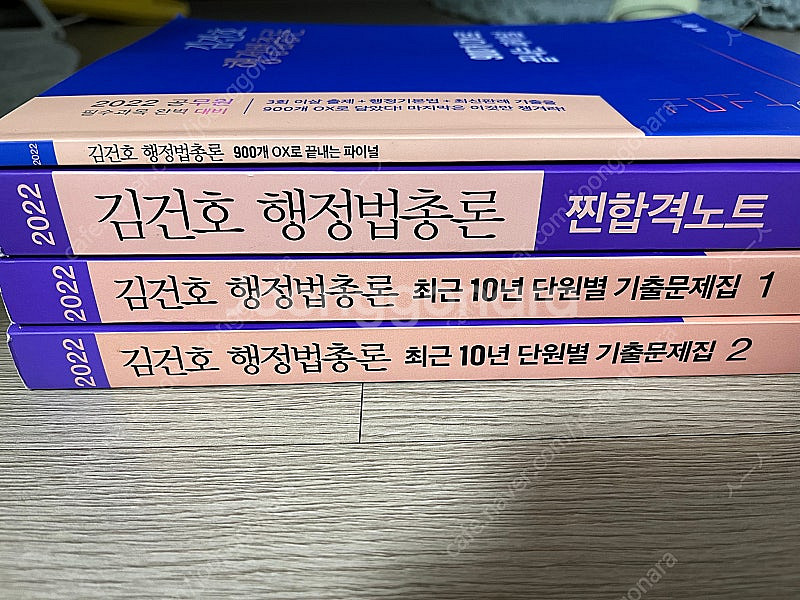 2022 공무원
필수과목 완벽 대비
3회 이상 출제 + 행정기본법 + 최신판례 기출을
900개 OX로 담았다! 마지막은 이것만 챙겨라!
2022 김건호 행정법총론 900개 OX로 끝내는 파이널
2022 김건호 행정법총론 찐합격노트
2022 김건호 행정법총론 최근 10년 단원별 기출문제집 1
2022 김건호 행정법총론 최근 10년 단원별 기출문제집 2
joonggonara
cafe.naver.com/joonggonara